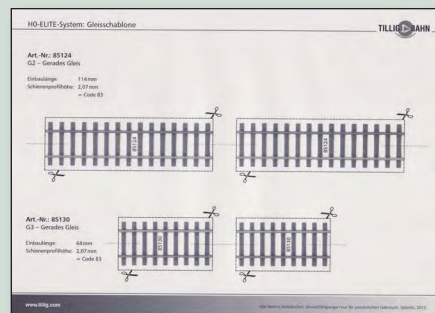 H0-ELITE-System: Gleisschablone
TILLIG BAHN
Art.-Nr.: 85124
G2 – Gerades Gleis
Einbaulänge: 114 mm
Schienenprofilhöhe: 2,07 mm
= Code 83
85124
85124
Art.-Nr.: 85130
G3 – Gerades Gleis
Einbaulänge: 64 mm
Schienenprofilhöhe: 2,07 mm
= Code 83
85130
85130
www.tillig.com